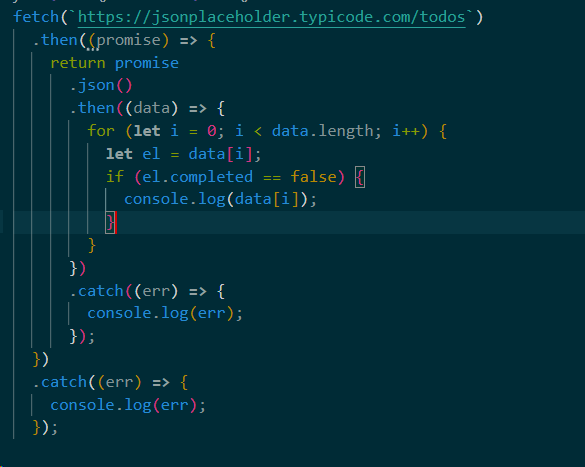 fetch(`https://jsonplaceholder.typicode.com/todos`)
  .then((promise) => {
    return promise
      .json()
      .then((data) => {
        for (let i = 0; i < data.length; i++) {
          let el = data[i];
          if (el.completed == false) {
            console.log(data[i]);
          }
        }
      })
      .catch((err) => {
        console.log(err);
      });
  })
  .catch((err) => {
    console.log(err);
  });